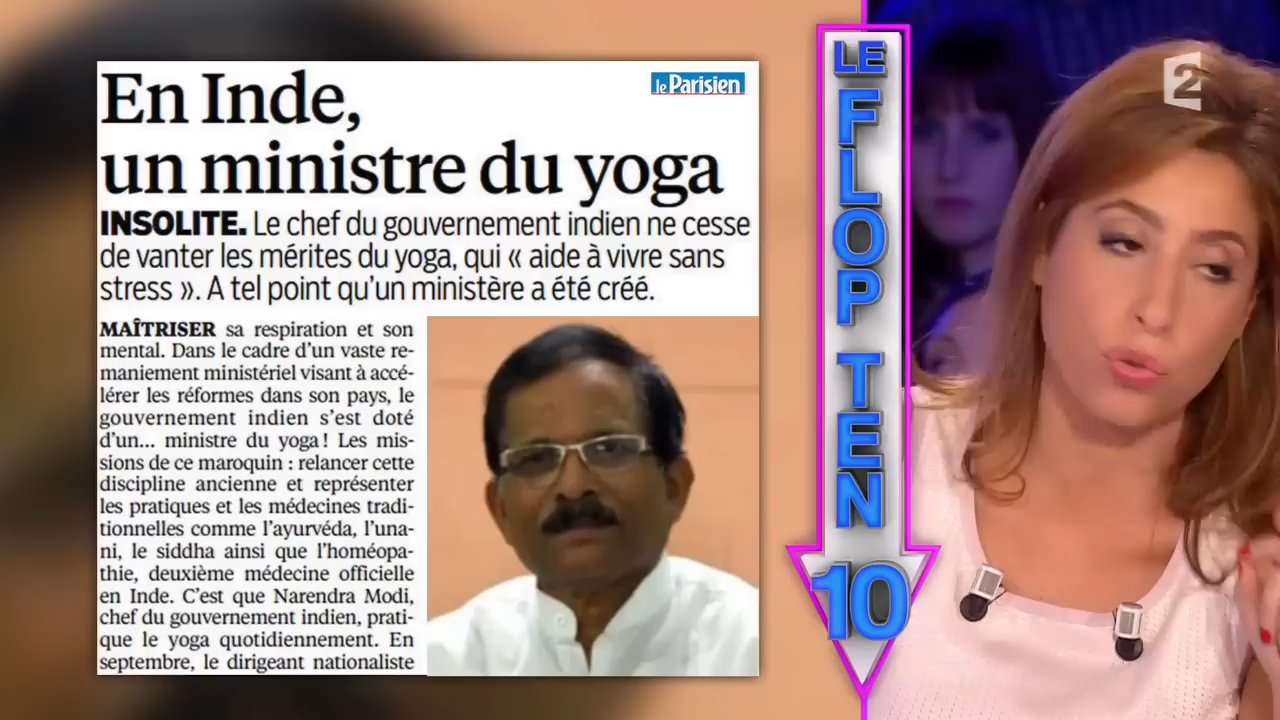 En Inde,
un ministre du yoga
le Parisien
INSOLITE. Le chef du gouvernement indien ne cesse
de vanter les mérites du yoga, qui « aide à vivre sans
stress ». A tel point qu'un ministère a été créé.
MAÎTRISER sa respiration et son
mental. Dans le cadre d'un vaste re-
maniement ministériel visant à accé-
lérer les réformes dans son pays, le
gouvernement indien s'est doté
d'un... ministre du yoga ! Les mis-
sions de ce maroquin : relancer cette
discipline ancienne et représenter
les pratiques et les médecines tradi-
tionnelles comme l'ayurvéda, l'una-
ni, le siddha ainsi que l'homéopa-
thie, deuxième médecine officielle
en Inde. C'est que Narendra Modi,
chef du gouvernement indien, prati-
que le yoga quotidiennement. En
septembre, le dirigeant nationaliste
LE
FLOP
TEN
10
2